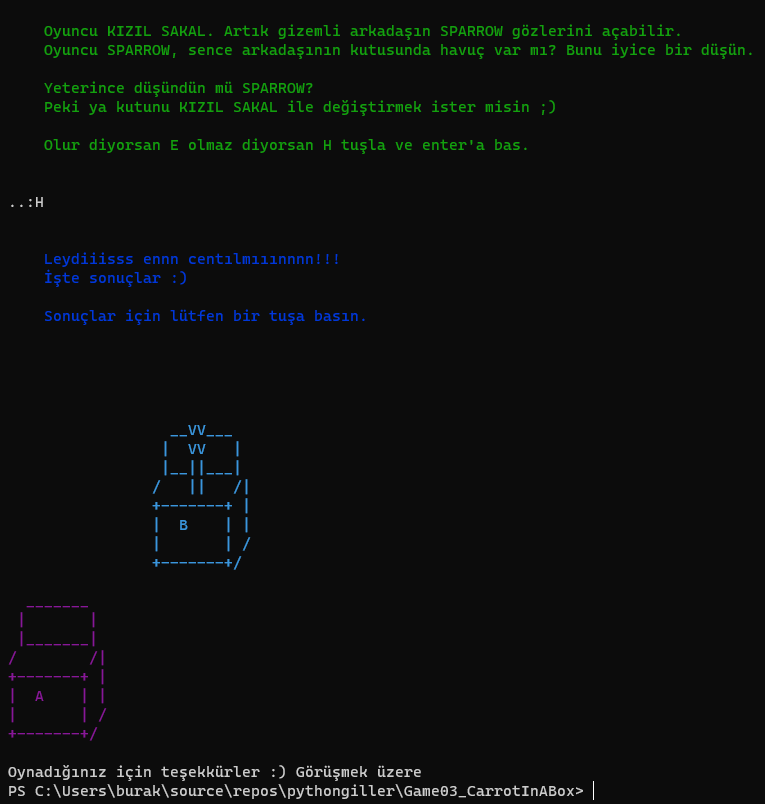 Oyuncu KIZIL SAKAL. Artık gizemli arkadaşın SPARROW gözlerini açabilir.
Oyuncu SPARROW, sence arkadaşının kutusunda havuç var mı? Bunu iyice bir düşün.
Yeterince düşündün mü SPARROW?
Peki ya kutunu KIZIL SAKAL ile değiştirmek ister misin ;)
Olur diyorsan E olmaz diyorsan H tuşla ve enter'a bas.
..:H
Leydiiisss ennn centılmıınnnn!!!
İşte sonuçlar :)
Sonuçlar için lütfen bir tuşa basın.
__VV___
|  VV   |
|__||___|
/   ||   /|
+-------+ |
|  B    | |
|       | /
+-------+/
_______
|       |
|_______|
/        /|
+-------+ |
|  A    | |
|       | /
+-------+/
Oynadığınız için teşekkürler :) Görüşmek üzere
PS C:\Users\burak\source\repos\pythongiller\Game03_CarrotInABox>